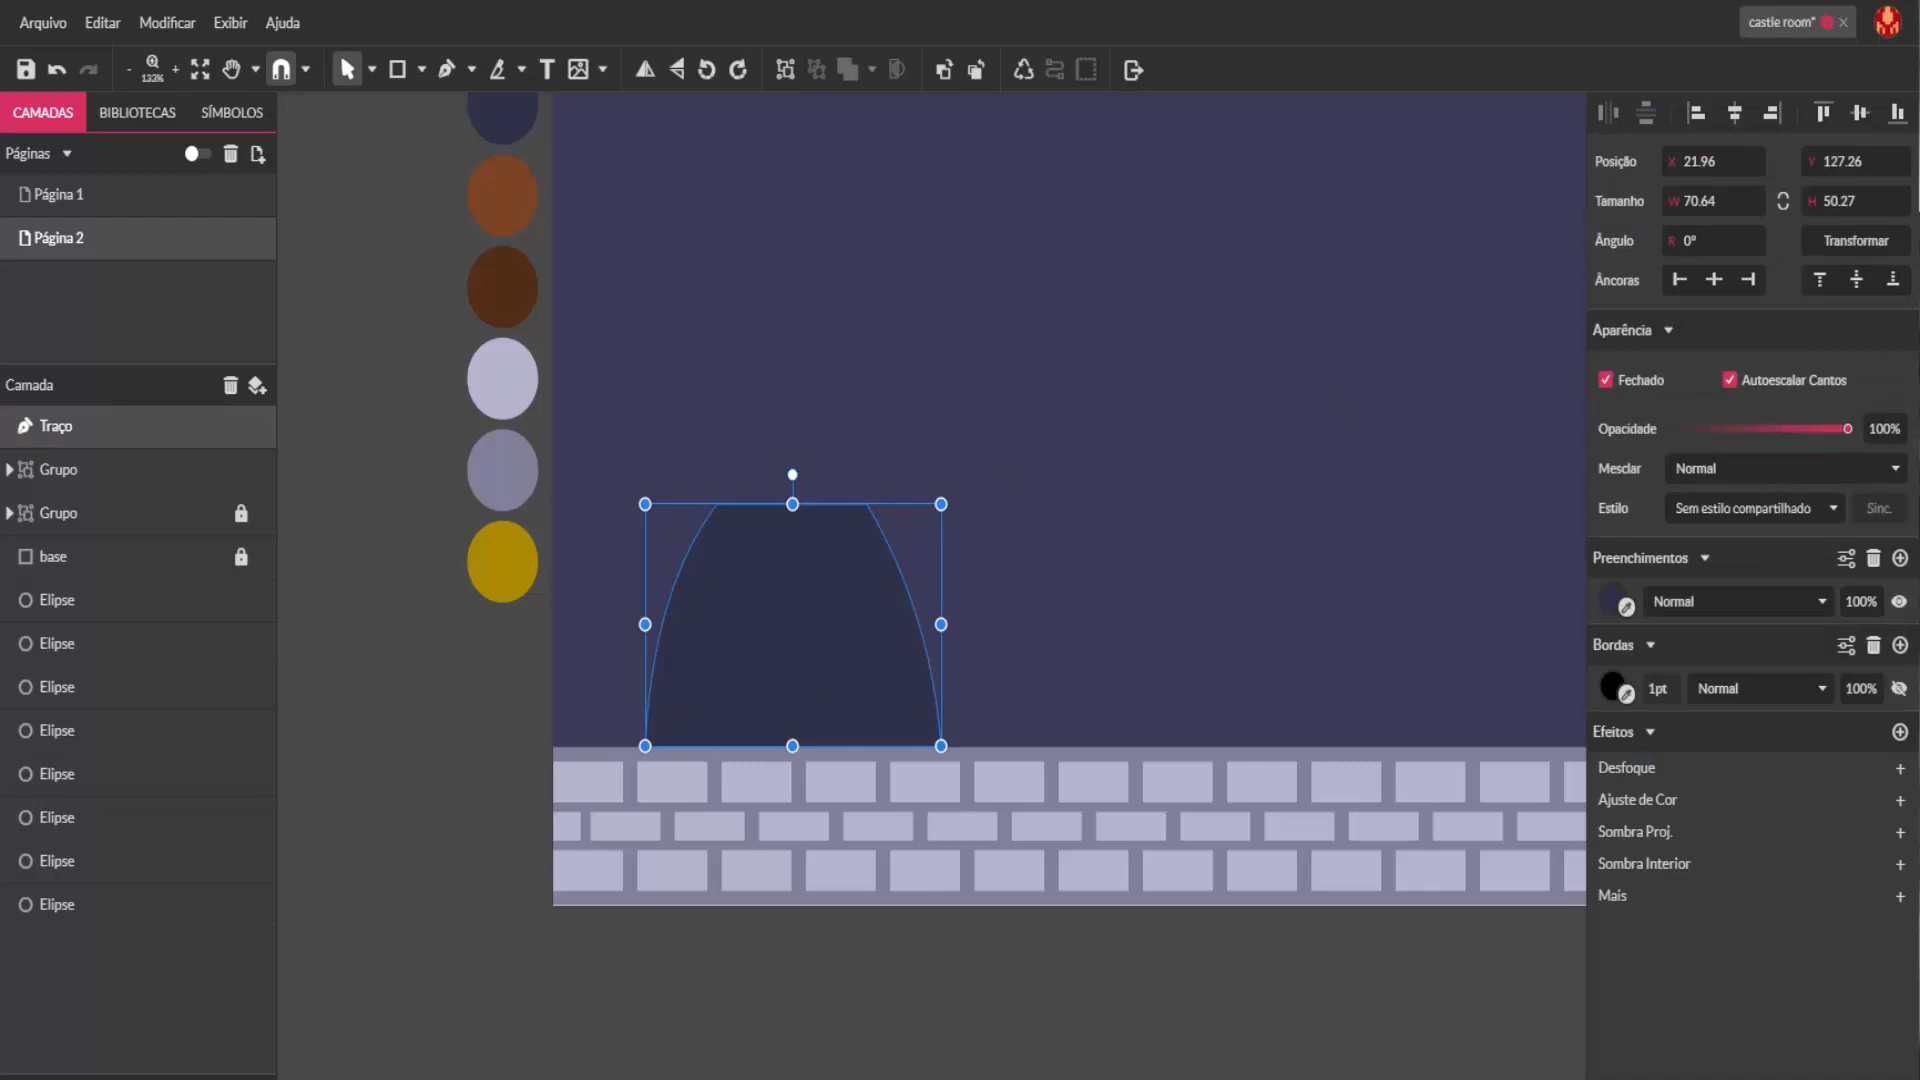 Arquivo Editar Modificar Exibir Ajuda
castle room*
- 133% +
CAMADAS BIBLIOTECAS SÍMBOLOS
Páginas
Página 1
Página 2
Camada
Traço
Grupo
Grupo
base
Elipse
Elipse
Elipse
Elipse
Elipse
Elipse
Elipse
Elipse
Posição X 21.96 Y 127.26
Tamanho W 70.64 H 50.27
Ângulo R 0º Transformar
Âncoras
Aparência
Fechado Autoescalar Cantos
Opacidade 100%
Mesclar Normal
Estilo Sem estilo compartilhado Sinc.
Preenchimentos
Normal 100%
Bordas
1pt Normal 100%
Efeitos
Desfoque +
Ajuste de Cor +
Sombra Proj. +
Sombra Interior +
Mais +